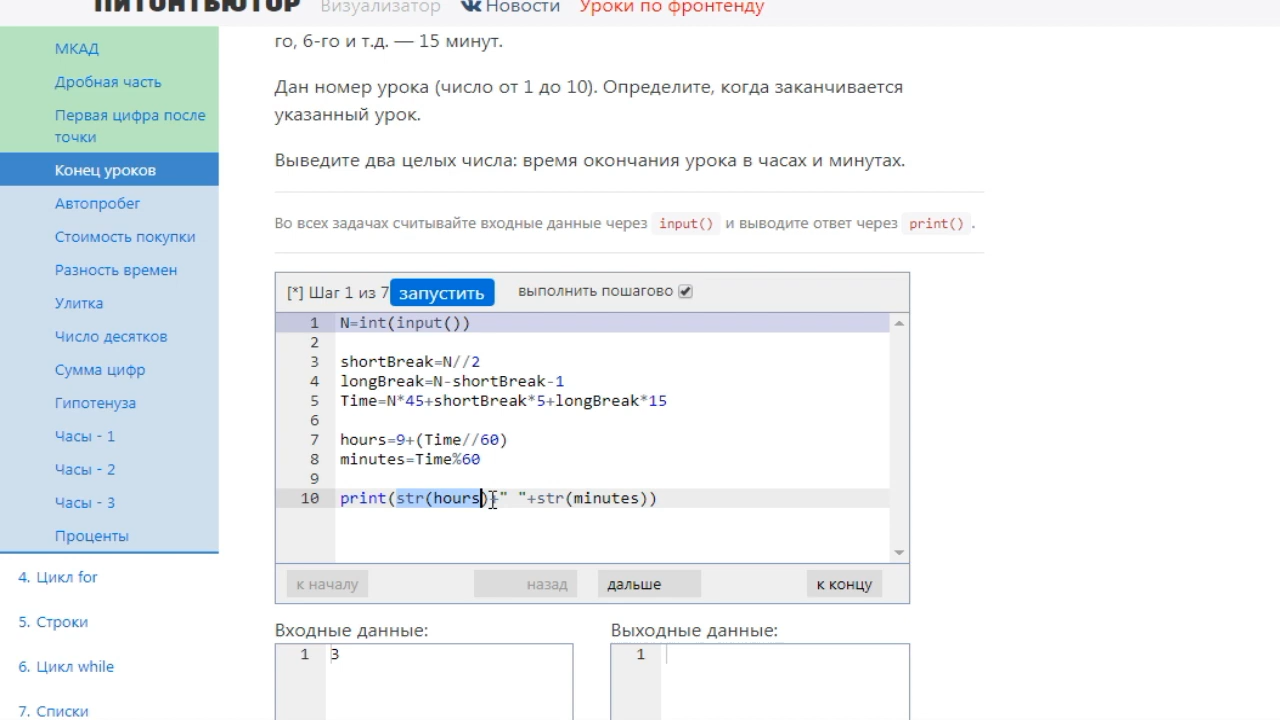 ПИТОНТЬЮТОР Визуализатор Новости Уроки по фронтенду
МКАД
Дробная часть
Первая цифра после
точки
Конец уроков
Автопробег
Стоимость покупки
Разность времен
Улитка
Число десятков
Сумма цифр
Гипотенуза
Часы - 1
Часы - 2
Часы - 3
Проценты
4. Цикл for
5. Строки
6. Цикл while
7. Списки
го, 6-го и т.д. — 15 минут.
Дан номер урока (число от 1 до 10). Определите, когда заканчивается
указанный урок.
Выведите два целых числа: время окончания урока в часах и минутах.
Во всех задачах считывайте входные данные через input() и выводите ответ через print() .
[*] Шаг 1 из 7 запустить выполнить пошагово
1 N=int(input())
2
3 shortBreak=N//2
4 longBreak=N-shortBreak-1
5 Time=N*45+shortBreak*5+longBreak*15
6
7 hours=9+(Time//60)
8 minutes=Time%60
9
10 print(str(hours)+" "+str(minutes))
к началу назад дальше к концу
Входные данные: Выходные данные:
1 3 1